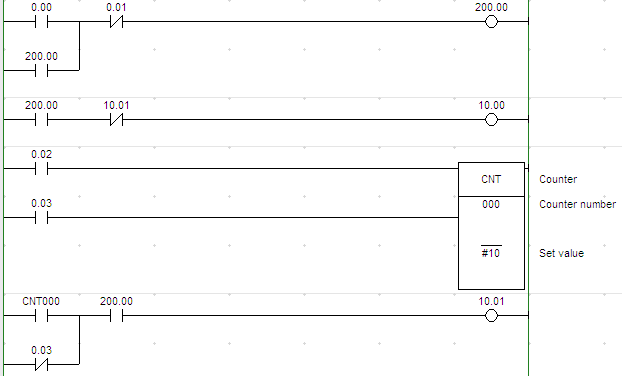 0.00 0.01 200.00
200.00
200.00 10.01 10.00
0.02
CNT Counter
0.03 000 Counter number
#10 Set value
CNT000 200.00 10.01
0.03